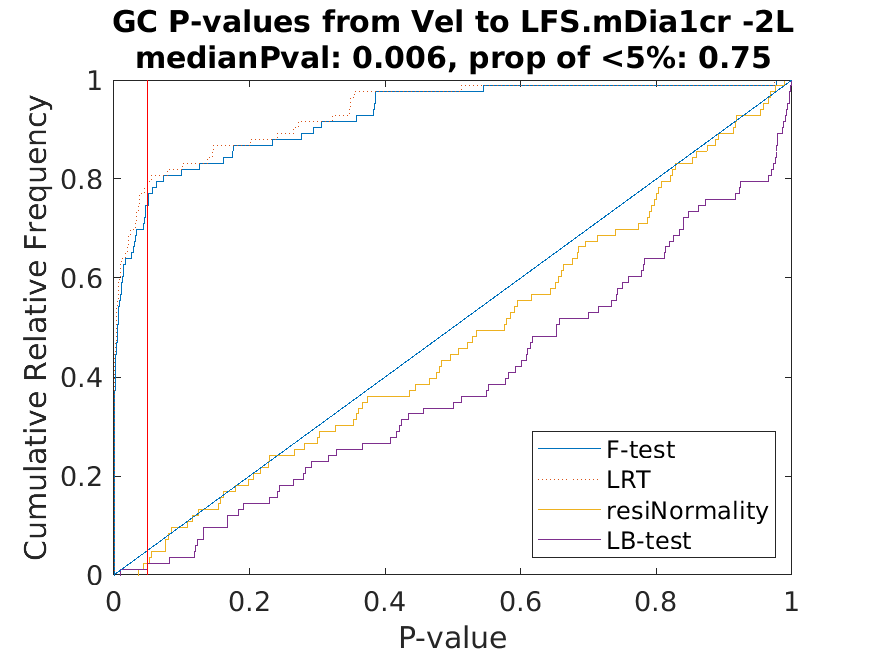 GC P-values from Vel to LFS.mDia1cr -2L
medianPval: 0.006, prop of <5%: 0.75
Cumulative Relative Frequency
1
0.8
0.6
0.4
0.2
0
0 0.2 0.4 0.6 0.8 1
P-value
F-test
LRT
resiNormality
LB-test